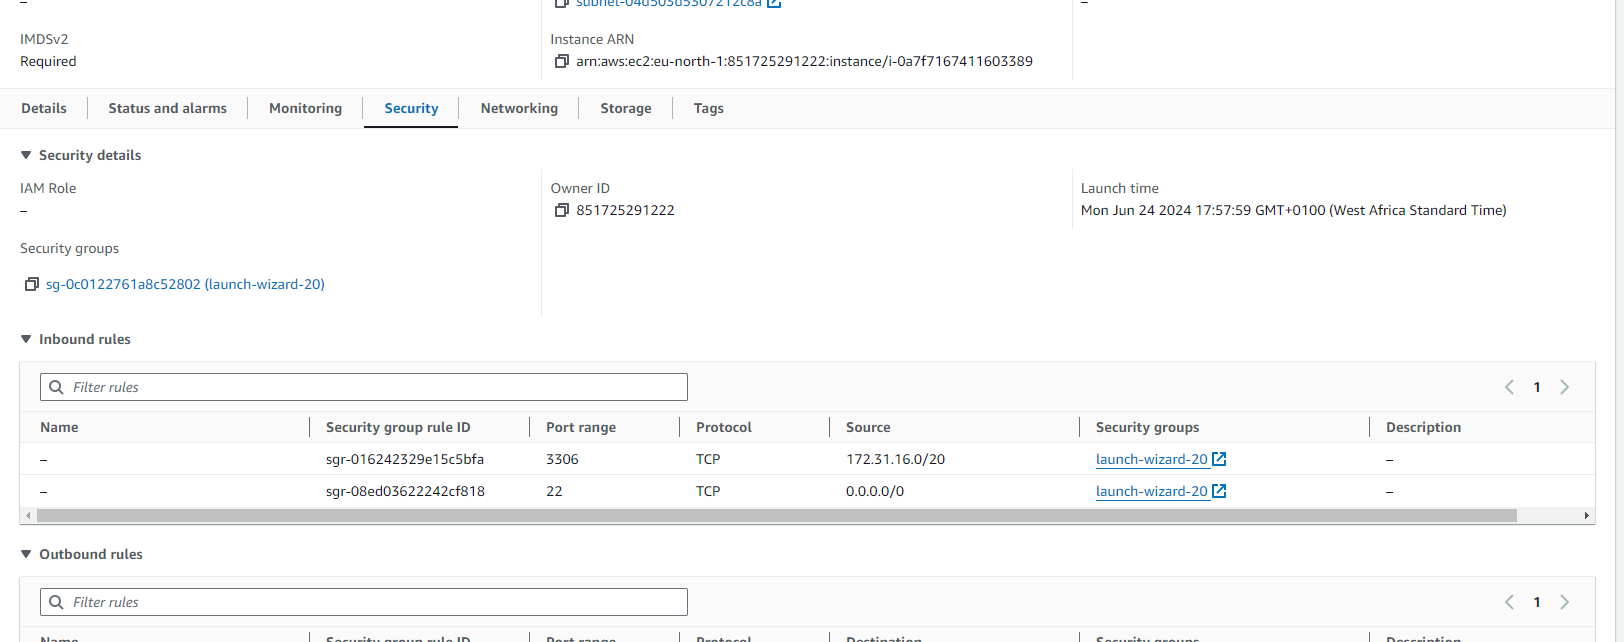 –
subnet-04d503d5307212c8a
–
IMDSv2
Required
Instance ARN
arn:aws:ec2:eu-north-1:851725291222:instance/i-0a7f7167411603389
Details
Status and alarms
Monitoring
Security
Networking
Storage
Tags
Security details
IAM Role
–
Owner ID
851725291222
Launch time
Mon Jun 24 2024 17:57:59 GMT+0100 (West Africa Standard Time)
Security groups
sg-0c0122761a8c52802 (launch-wizard-20)
Inbound rules
Filter rules
1
Name Security group rule ID Port range Protocol Source Security groups Description
– sgr-016242329e15c5bfa 3306 TCP 172.31.16.0/20 launch-wizard-20 –
– sgr-08ed03622242cf818 22 TCP 0.0.0.0/0 launch-wizard-20 –
Outbound rules
Filter rules
1
Name Security group rule ID Port range Protocol Destination Security groups Description